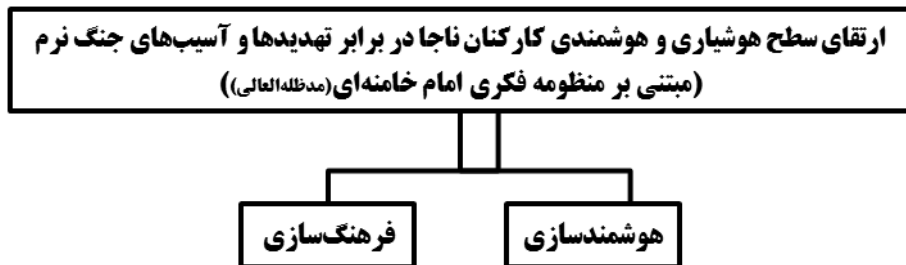 ارتقای سطح هوشیاری و هوشمندی کارکنان ناجا در برابر تهدیدها و آسیب‌های جنگ نرم
(مبتنی بر منظومه فکری امام خامنه‌ای(مدظله‌العالی))
هوشمندسازی
فرهنگ‌سازی